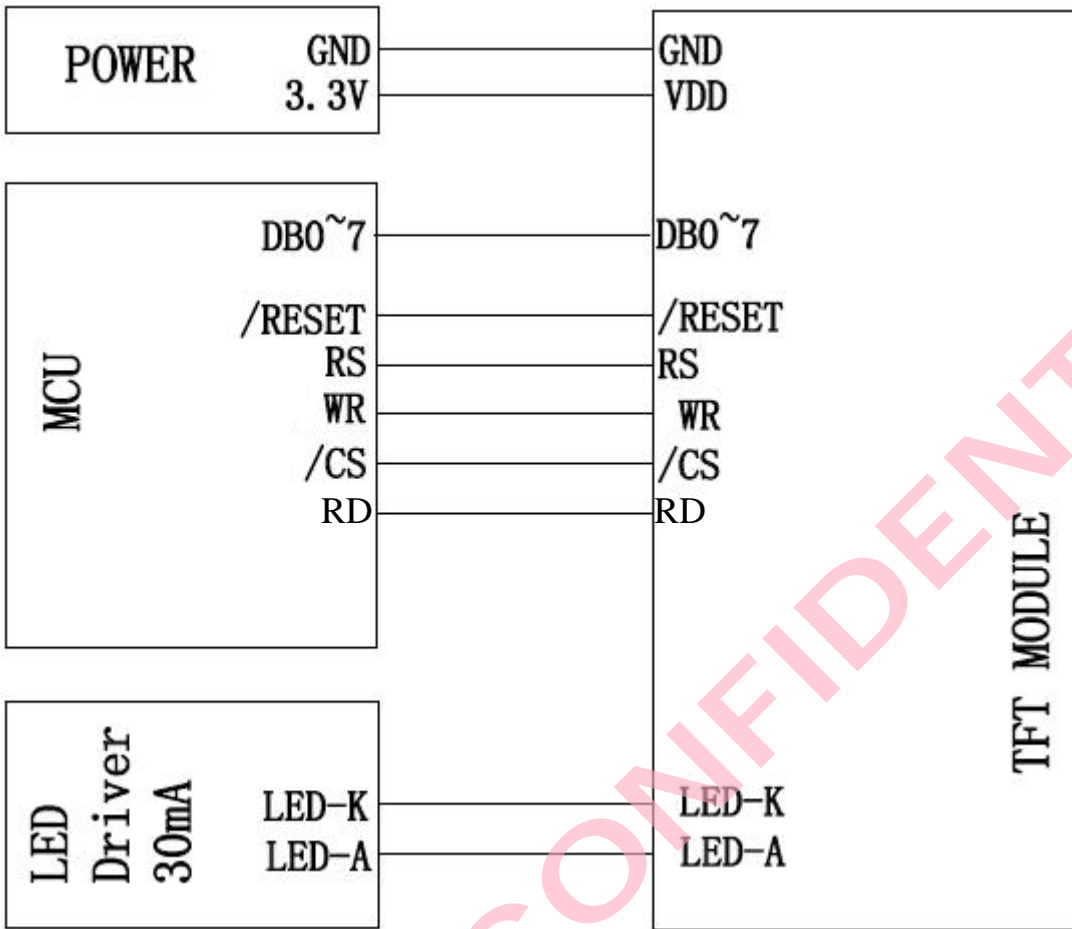 POWER
GND
3.3V
GND
VDD
MCU
DB0~7
/RESET
RS
WR
/CS
RD
DB0~7
/RESET
RS
WR
/CS
RD
TFT MODULE
LED
Driver
30mA
LED-K
LED-A
LED-K
LED-A
CONFIDENT